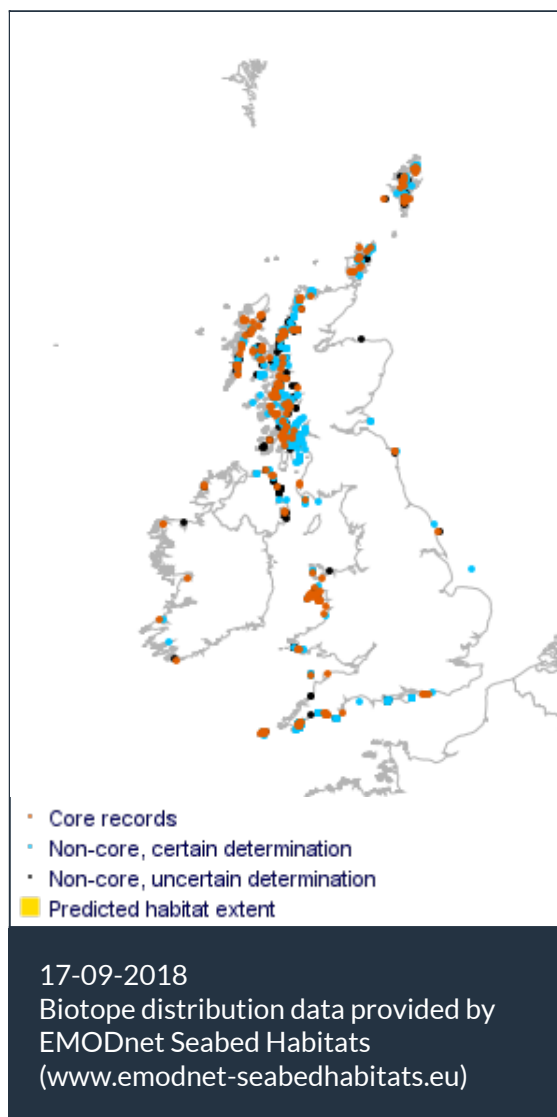 Core records
Non-core, certain determination
Non-core, uncertain determination
Predicted habitat extent
17-09-2018
Biotope distribution data provided by
EMODnet Seabed Habitats
(www.emodnet-seabedhabitats.eu)